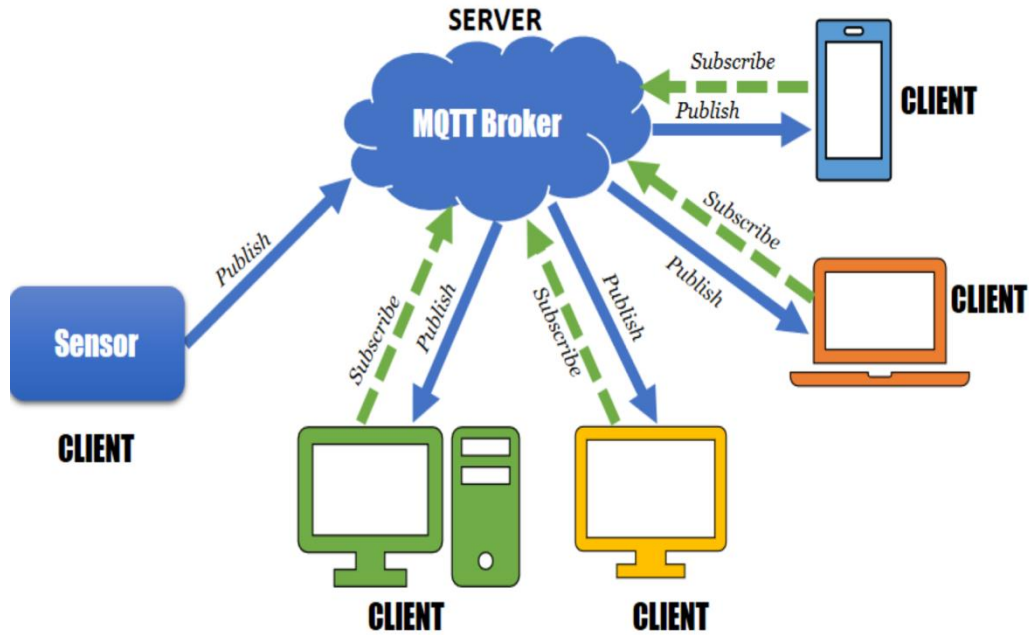 SERVER
MQTT Broker
Subscribe
Publish
CLIENT
Subscribe
Publish
CLIENT
Publish
Sensor
CLIENT
Subscribe
Publish
CLIENT
Subscribe
Publish
CLIENT